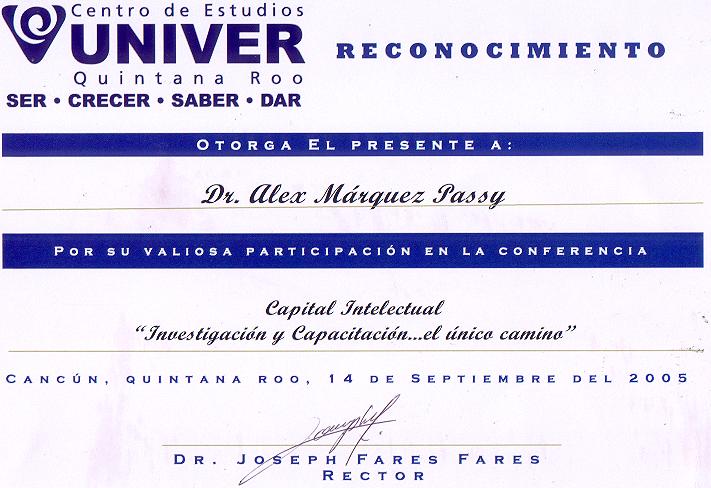 Centro de Estudios
UNIVER
Quintana Roo
SER • CRECER • SABER • DAR
RECONOCIMIENTO
OTORGA EL PRESENTE A:
Dr. Alex Márquez Passy
POR SU VALIOSA PARTICIPACIÓN EN LA CONFERENCIA
Capital Intelectual
“Investigación y Capacitación...el único camino”
CANCÚN, QUINTANA ROO, 14 DE SEPTIEMBRE DEL 2005
DR. JOSEPH FARES FARES
RECTOR